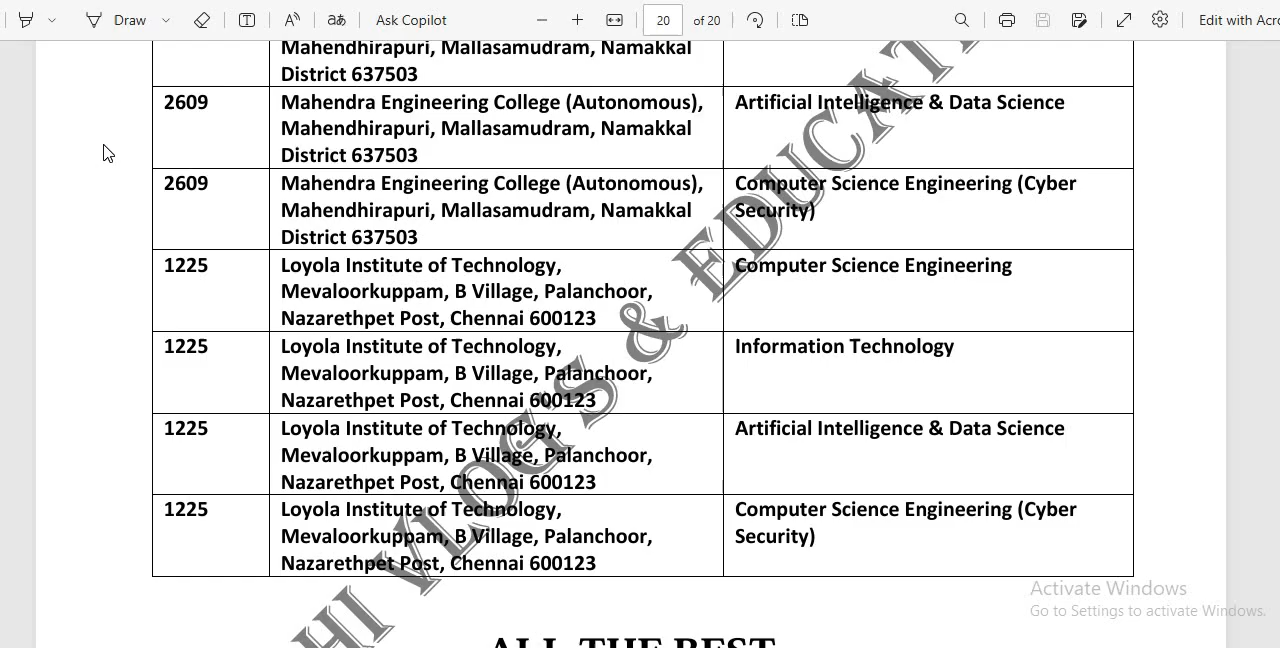 Draw
aあ
Ask Copilot
20 of 20
Edit with Acro
Mahendhirapuri, Mallasamudram, Namakkal
District 637503
2609
Mahendra Engineering College (Autonomous),
Mahendhirapuri, Mallasamudram, Namakkal
District 637503
Artificial Intelligence & Data Science
2609
Mahendra Engineering College (Autonomous),
Mahendhirapuri, Mallasamudram, Namakkal
District 637503
Computer Science Engineering (Cyber
Security)
1225
Loyola Institute of Technology,
Mevaloorkuppam, B Village, Palanchoor,
Nazarethpet Post, Chennai 600123
Computer Science Engineering
1225
Loyola Institute of Technology,
Mevaloorkuppam, B Village, Palanchoor,
Nazarethpet Post, Chennai 600123
Information Technology
1225
Loyola Institute of Technology,
Mevaloorkuppam, B Village, Palanchoor,
Nazarethpet Post, Chennai 600123
Artificial Intelligence & Data Science
1225
Loyola Institute of Technology,
Mevaloorkuppam, B Village, Palanchoor,
Nazarethpet Post, Chennai 600123
Computer Science Engineering (Cyber
Security)
HI VLOG'S & EDUCATI
Activate Windows
Go to Settings to activate Windows.
ALL THE BEST